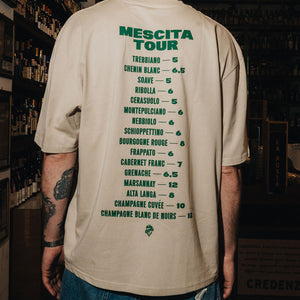 MESCITA
TOUR
TREBBIANO — 5
CHENIN BLANC — 6.5
SOAVE — 5
RIBOLLA — 6
CERASUOLO — 5
MONTEPULCIANO — 6
NEBBIOLO — 6
SCHIOPPETTINO — 6
BOURGOGNE ROUGE — 8
FRAPPATO — 6
CABERNET FRANC — 7
GRENACHE — 6.5
MARSANNAY — 12
ALTA LANGA — 8
CHAMPAGNE CUVÉE — 10
CHAMPAGNE BLANC DE NOIRS —
CREDEN